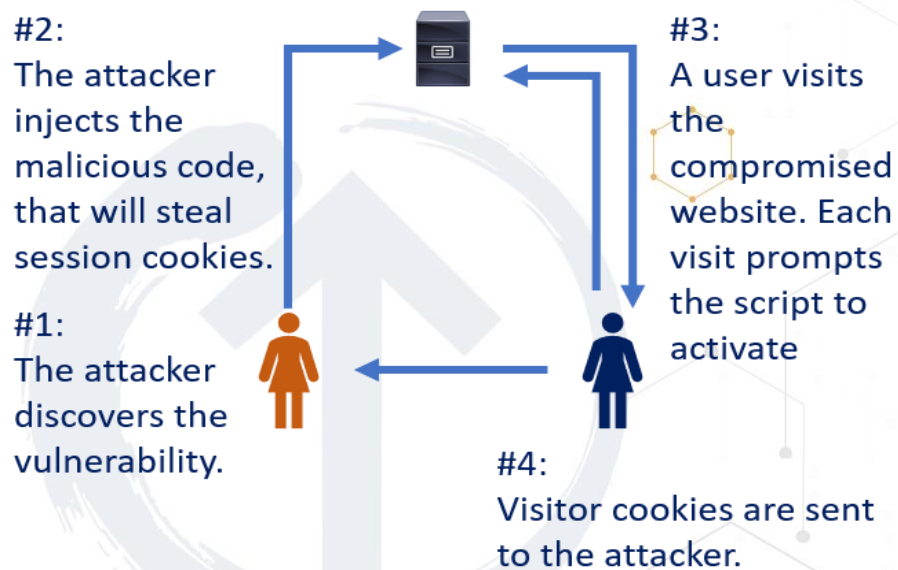 #2:
The attacker
injects the
malicious code,
that will steal
session cookies.
#1:
The attacker
discovers the
vulnerability.
#3:
A user visits
the
compromised
website. Each
visit prompts
the script to
activate
#4:
Visitor cookies are sent
to the attacker.